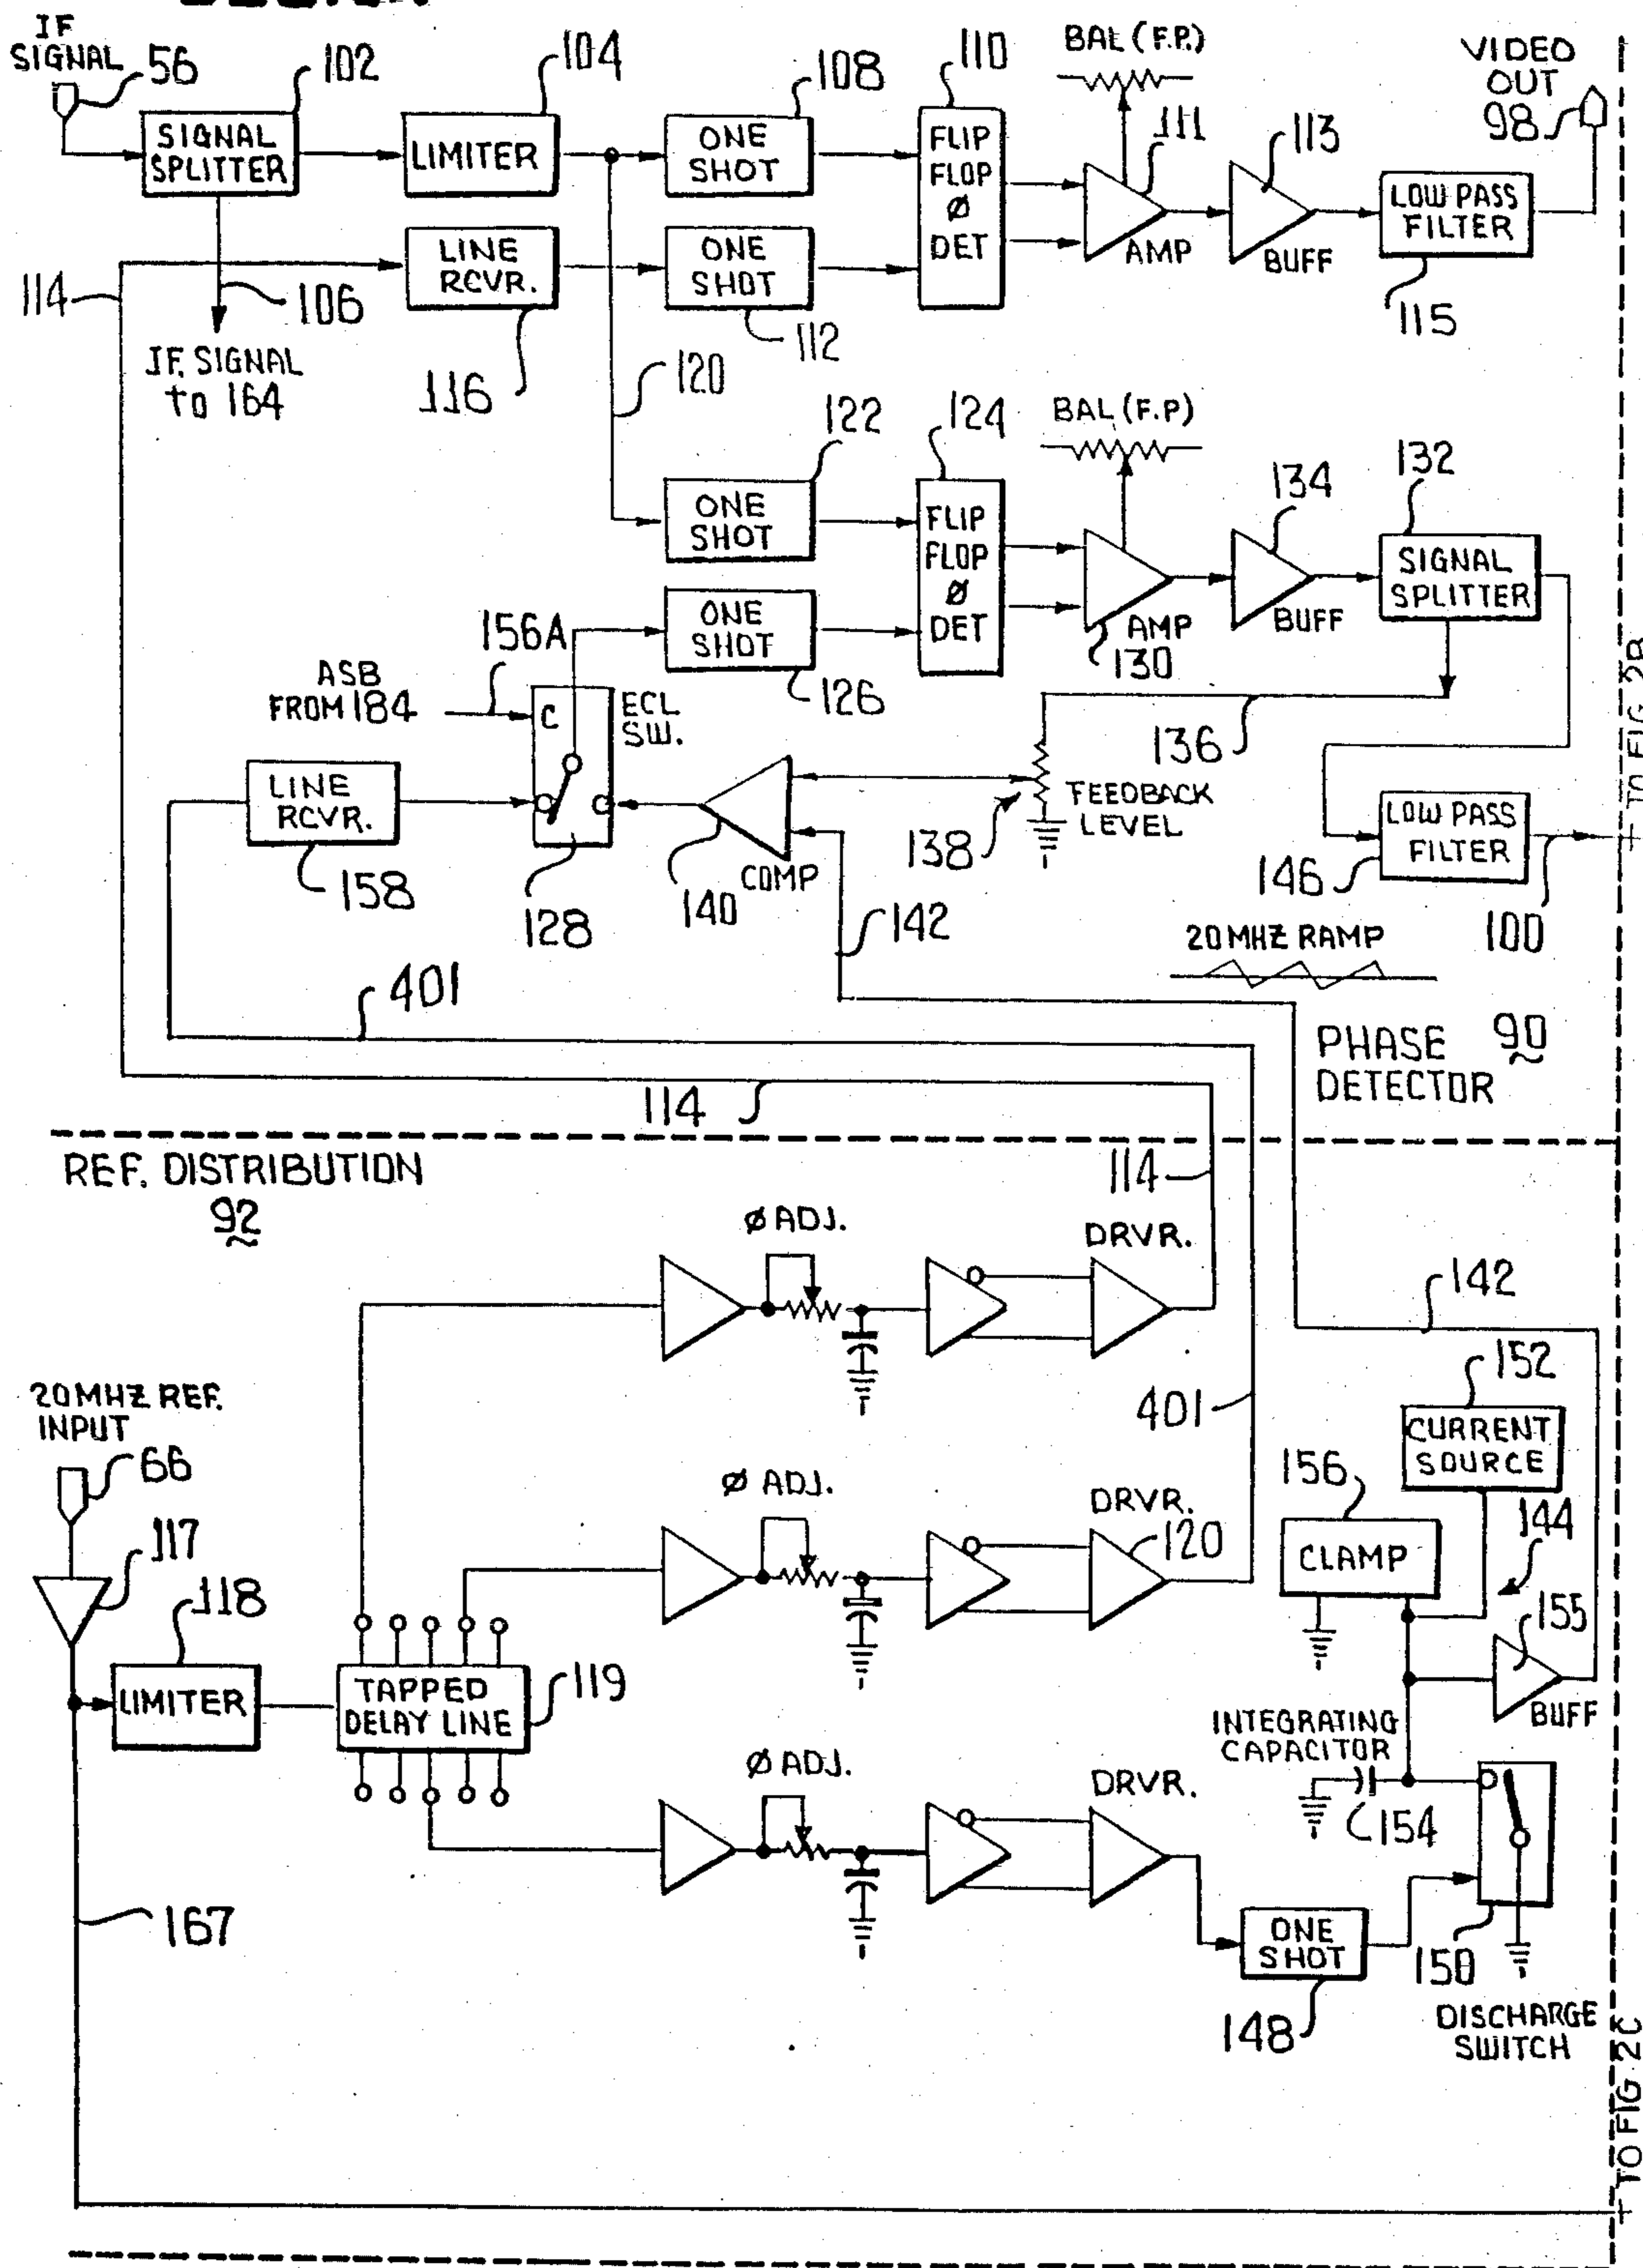 IF
SIGNAL
56
102
104
108
110
BAL (F.P.)
VIDEO
OUT
98
SIGNAL
SPLITTER
LIMITER
ONE
SHOT
FLIP
FLOP
Ø
DET
111
AMP
113
BUFF
LOW PASS
FILTER
115
114
106
IF. SIGNAL
to 164
LINE
RCVR.
116
ONE
SHOT
112
120
122
124
BAL (F.P)
132
134
ONE
SHOT
FLIP
FLOP
Ø
DET
AMP
130
BUFF
SIGNAL
SPLITTER
156A
ONE
SHOT
126
ASB
FROM 184
C
ECL
SW.
136
TO FIG 2B
LINE
RCVR.
158
128
140
COMP
138
FEEDBACK
LEVEL
142
LOW PASS
FILTER
146
100
20 MHZ RAMP
401
PHASE
DETECTOR
90
114
REF. DISTRIBUTION
92
114
Ø ADJ.
DRVR.
142
152
20 MHZ REF.
INPUT
66
401
CURRENT
SOURCE
156
Ø ADJ.
DRVR.
120
144
CLAMP
117
118
155
LIMITER
TAPPED
DELAY LINE
119
BUFF
INTEGRATING
CAPACITOR
154
Ø ADJ.
DRVR.
167
ONE
SHOT
148
150
DISCHARGE
SWITCH
TO FIG 2C